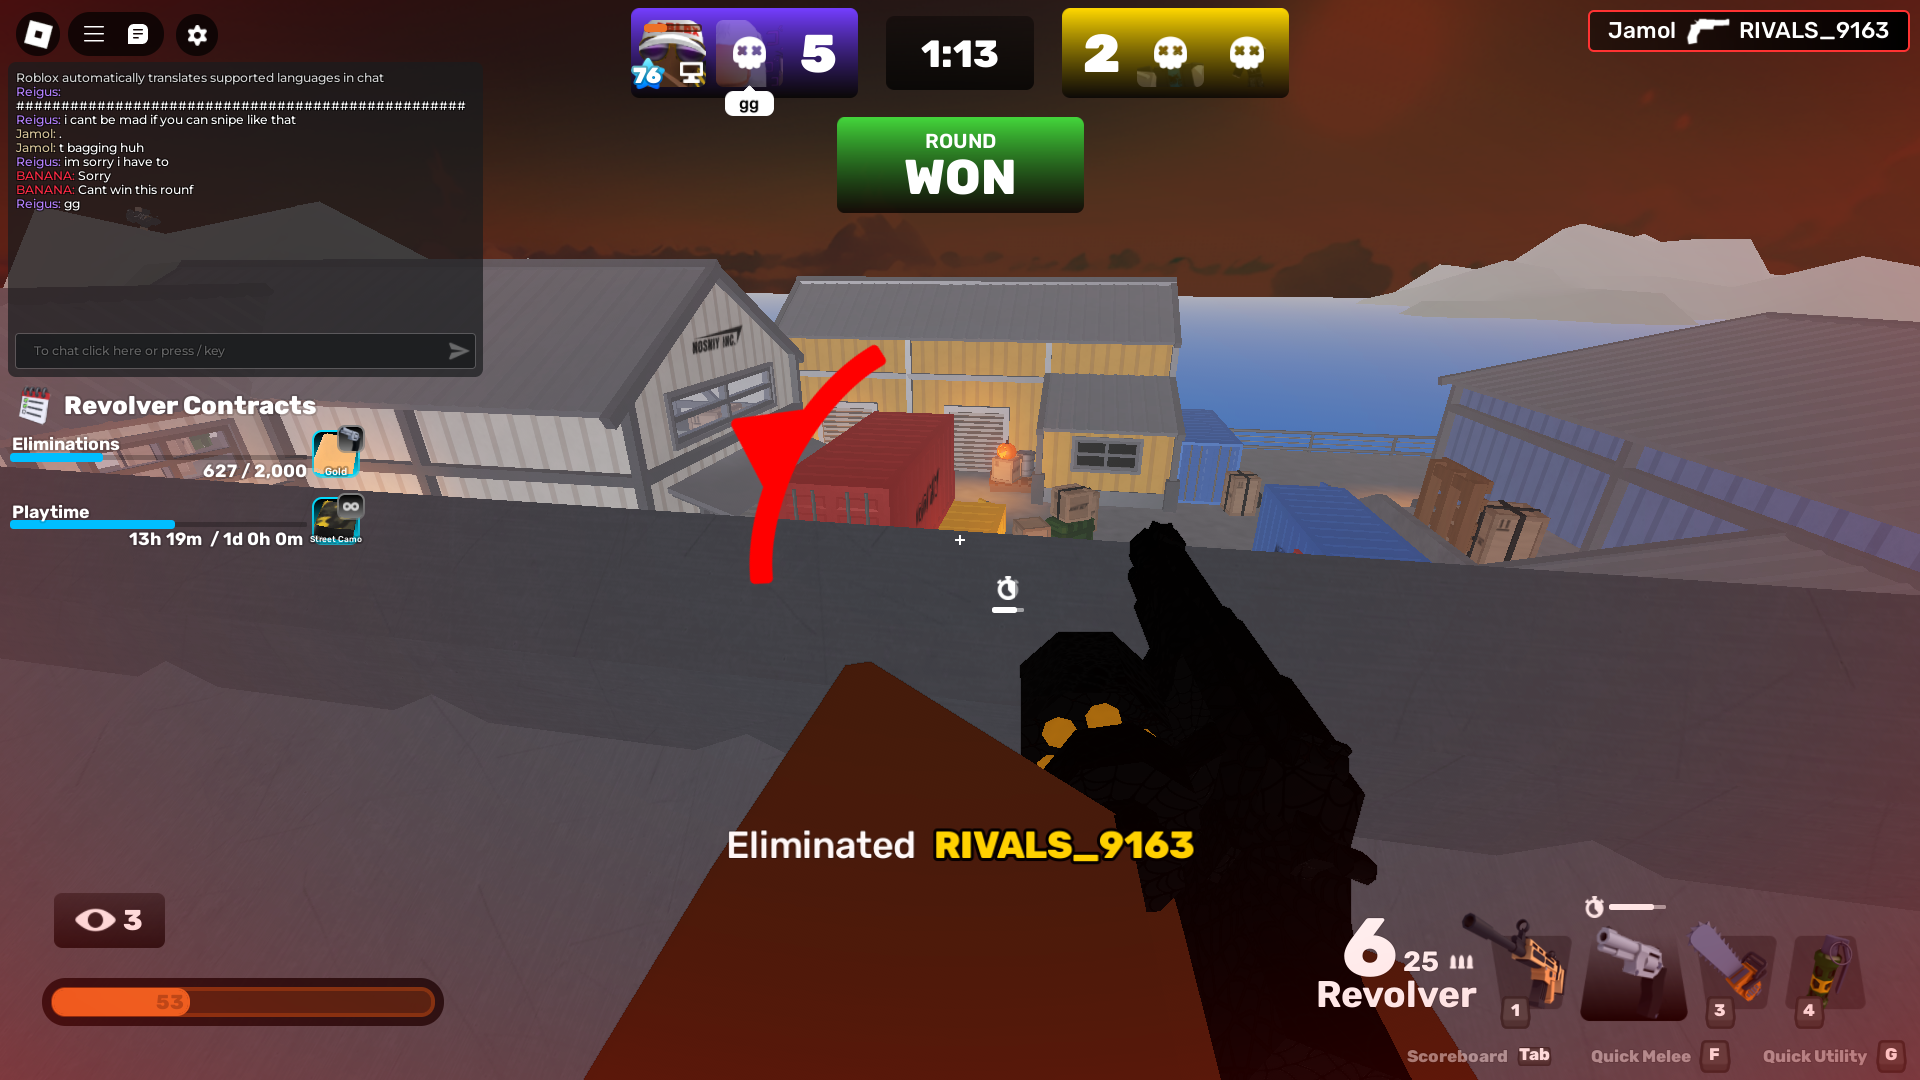 Roblox automatically translates supported languages in chat
Reigus:
##################################################
Reigus: i cant be mad if you can snipe like that
Jamol: .
Jamol: t bagging huh
Reigus: im sorry i have to
BANANA: Sorry
BANANA: Cant win this rounf
Reigus: gg
To chat click here or press / key
76
5
gg
1:13
2
ROUND
WON
Jamol RIVALS_9163
Revolver Contracts
Eliminations
627 / 2,000
Gold
Playtime
13h 19m / 1d 0h 0m
Street Camo
NOSNIY INC.
Eliminated RIVALS_9163
3
53
6 25
Revolver
1
3
4
Scoreboard Tab
Quick Melee F
Quick Utility G